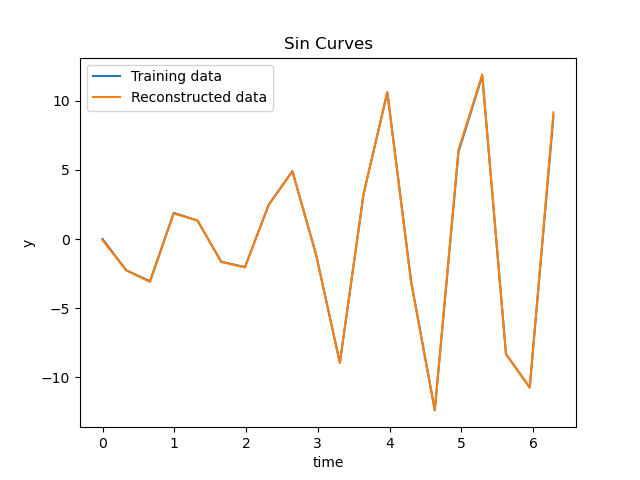 Sin Curves
Training data
Reconstructed data
10
5
0
−5
−10
y
0 1 2 3 4 5 6
time